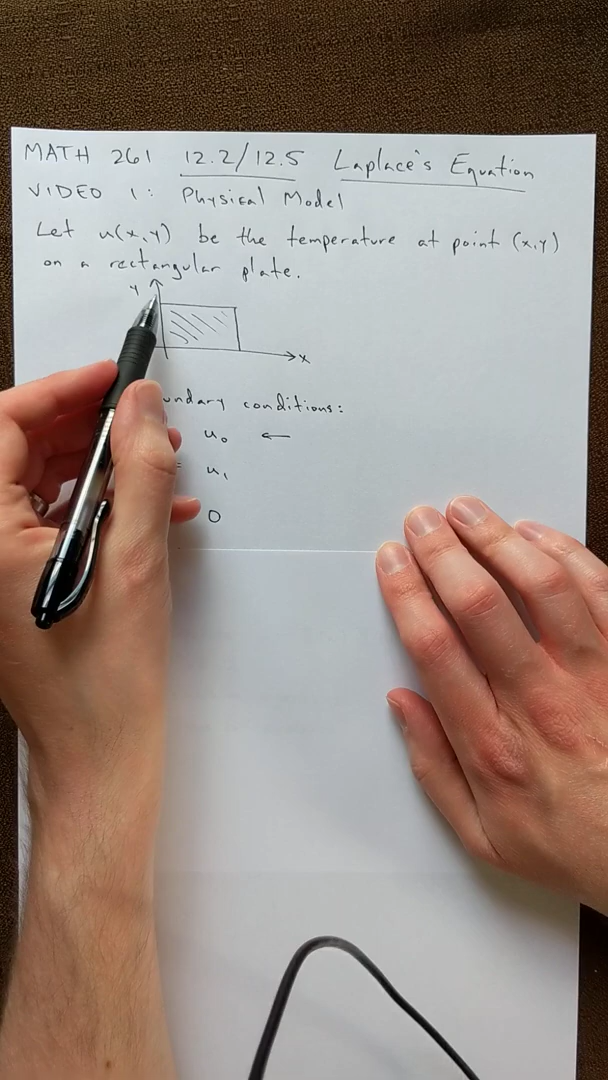 MATH 261 12.2/12.5 Laplace's Equation
VIDEO 1: Physical Model
Let u(x,y) be the temperature at point (x,y)
on a rectangular plate.
y
x
undary conditions:
u₀ ←
= u₁
0